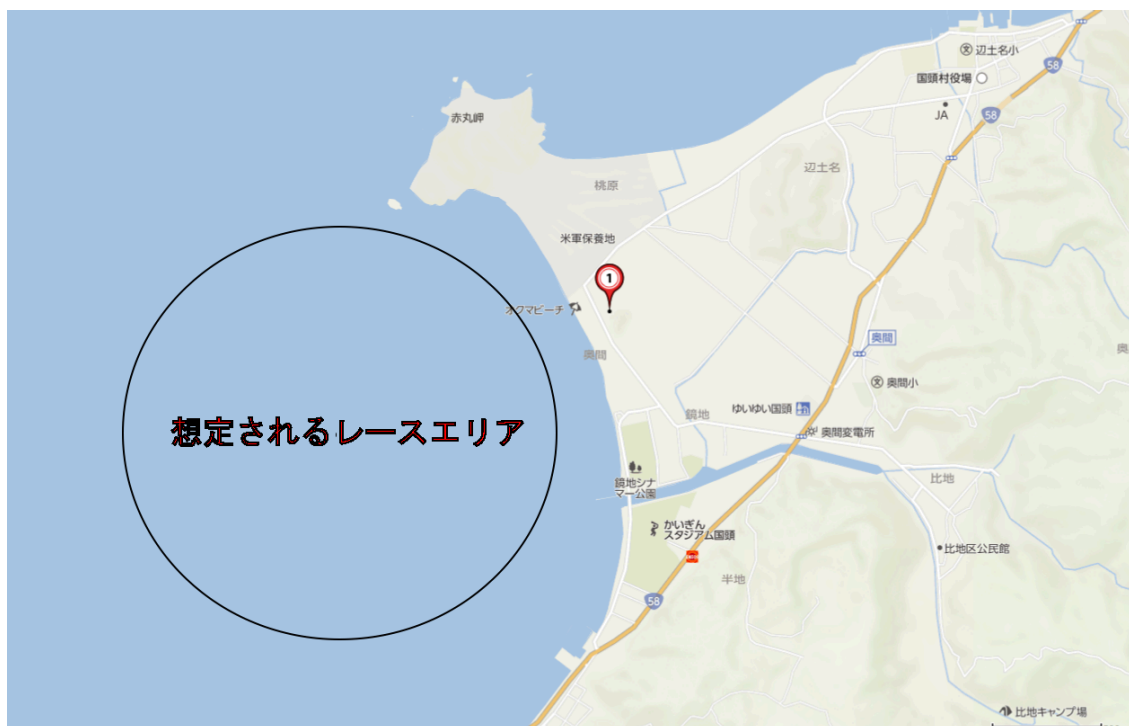 辺土名小
58
国頭村役場
JA
58
赤丸岬
辺土名
桃原
米軍保養地
1
オクマビーチ
奥間
奥間
奥
奥間小
想定されるレースエリア
鏡地
ゆいゆい国頭
奥間変電所
鏡地シナ
マー公園
比地
かいぎん
スタジアム国頭
比地区公民館
半地
58
比地キャンプ場